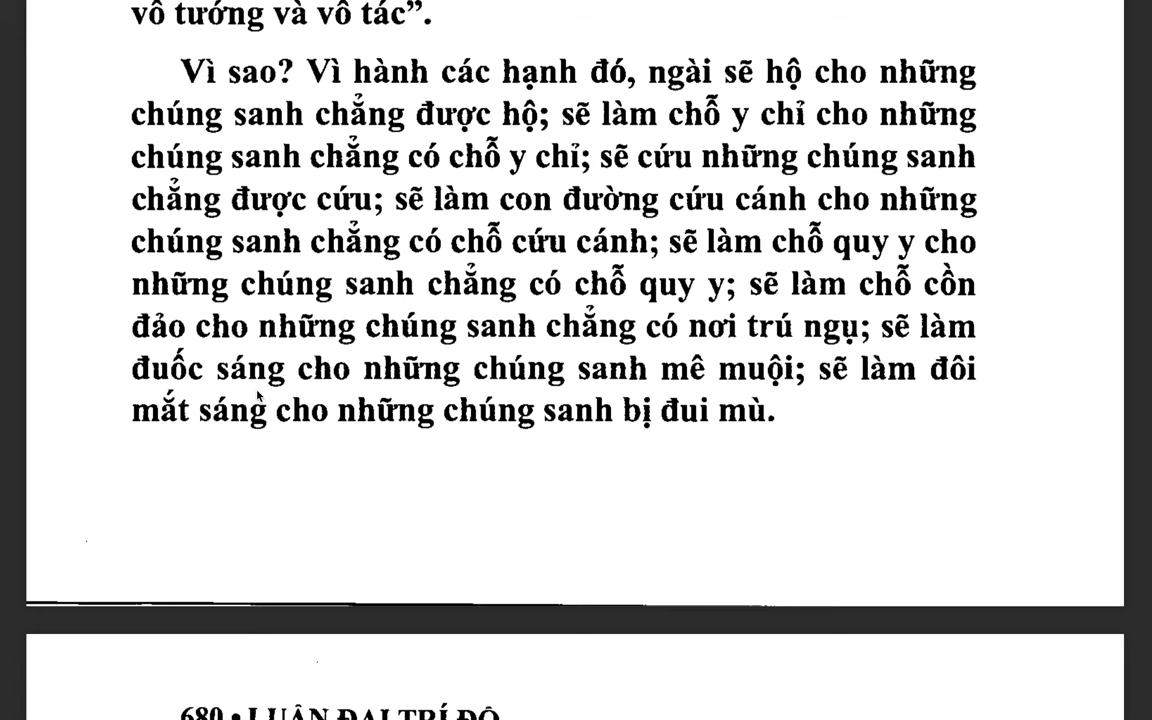 vô tướng và vô tác”.
Vì sao? Vì hành các hạnh đó, ngài sẽ hộ cho những
chúng sanh chẳng được hộ; sẽ làm chỗ y chỉ cho những
chúng sanh chẳng có chỗ y chỉ; sẽ cứu những chúng sanh
chẳng được cứu; sẽ làm con đường cứu cánh cho những
chúng sanh chẳng có chỗ cứu cánh; sẽ làm chỗ quy y cho
những chúng sanh chẳng có chỗ quy y; sẽ làm chỗ cồn
đảo cho những chúng sanh chẳng có nơi trú ngụ; sẽ làm
đuốc sáng cho những chúng sanh mê muội; sẽ làm đôi
mắt sáng cho những chúng sanh bị đui mù.
680 • LUẬN ĐẠI TRÍ ĐỘ